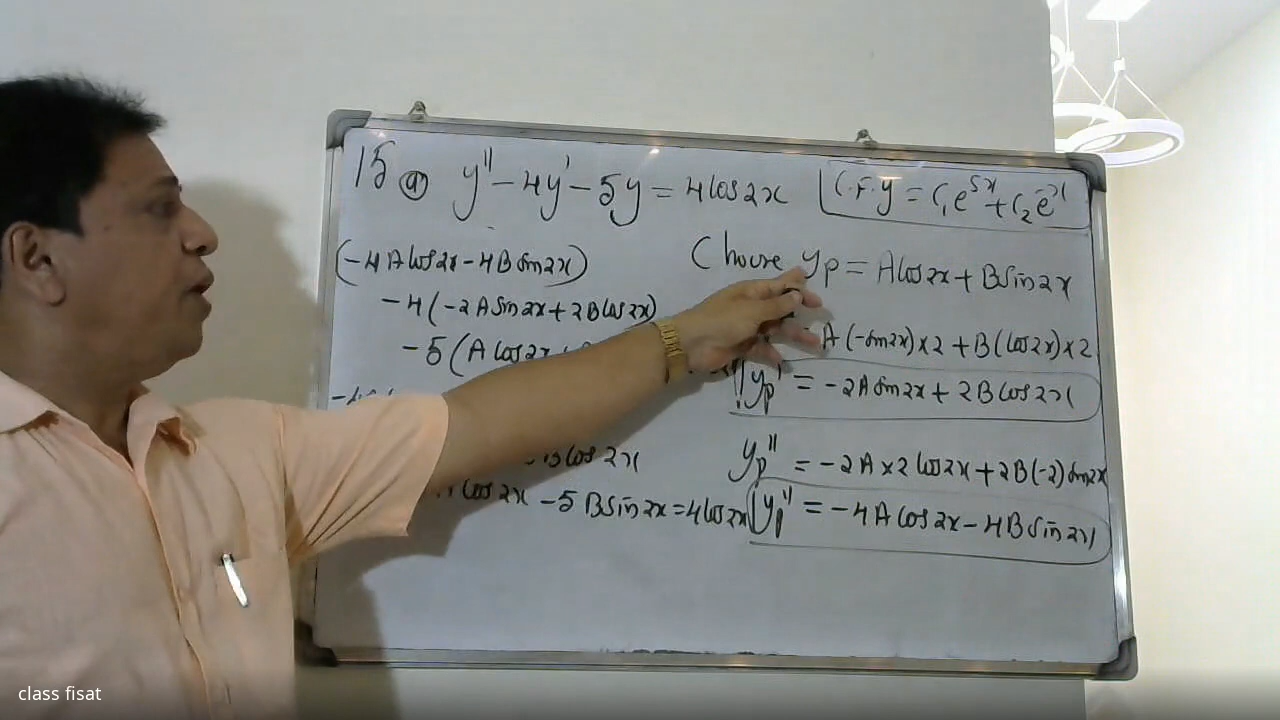 15 (a) y'' - 4y' - 5y = 4cos2x
C.F. y = C₁e^5x + C₂e^-x
(-4Acos2x - 4Bsin2x)
-4(-2Asin2x + 2Bcos2x)
-5(Acos2x
cos2x
cos2x - 5Bsin2x = 4cos2x
Choose yp = Acos2x + Bsin2x
A(-sin2x)×2 + B(cos2x)×2
yp' = -2Asin2x + 2Bcos2x
yp'' = -2A×2cos2x + 2B(-2)sin2x
yp'' = -4Acos2x - 4Bsin2x
class fisat